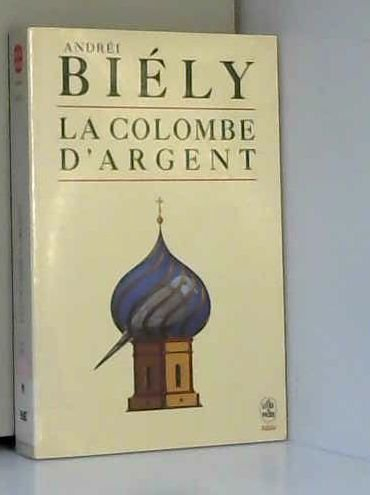 ANDRÉI
BIÉLY
LA COLOMBE
D'ARGENT